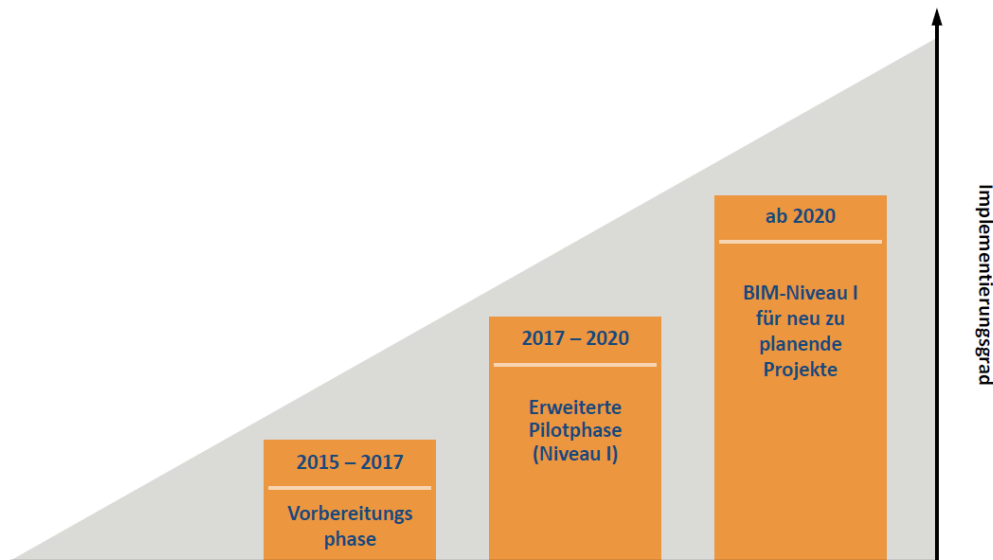 2015 – 2017
Vorbereitungs
phase
2017 – 2020
Erweiterte
Pilotphase
(Niveau I)
ab 2020
BIM-Niveau I
für neu zu
planende
Projekte
Implementierungsgrad